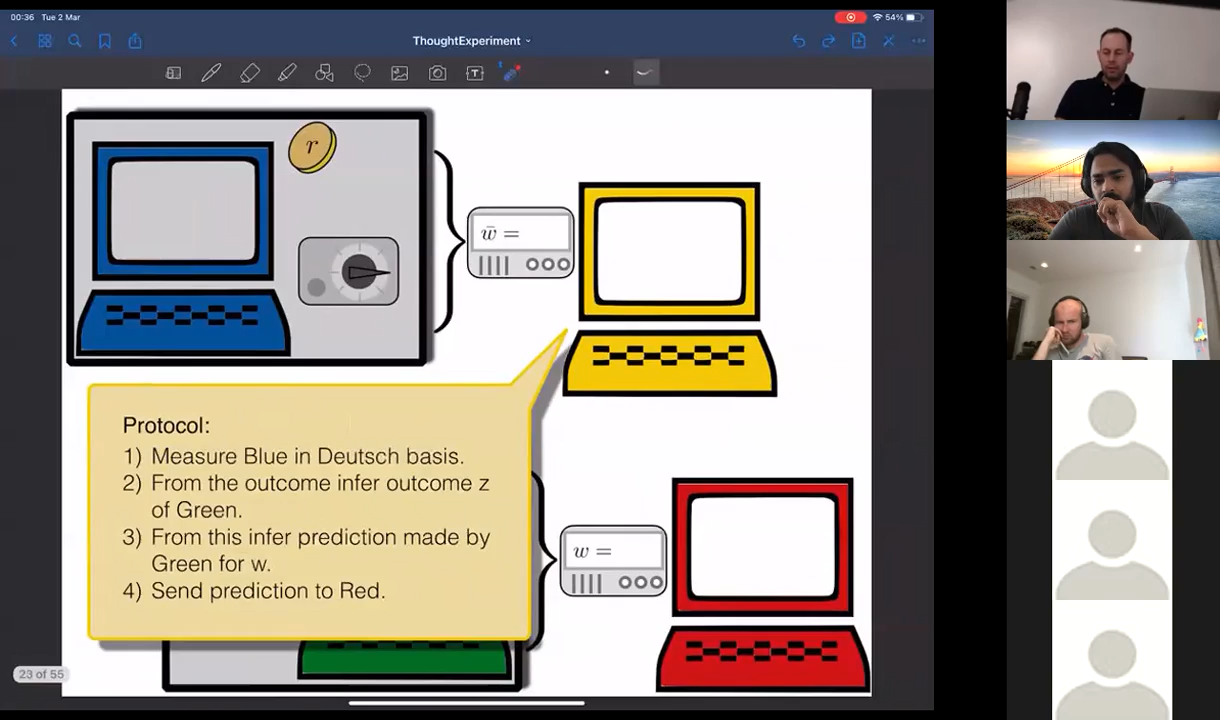 00:36 Tue 2 Mar
54%
ThoughtExperiment
T
r
w̄ =
Protocol:
1) Measure Blue in Deutsch basis.
2) From the outcome infer outcome z
of Green.
3) From this infer prediction made by
Green for w.
4) Send prediction to Red.
w =
23 of 55